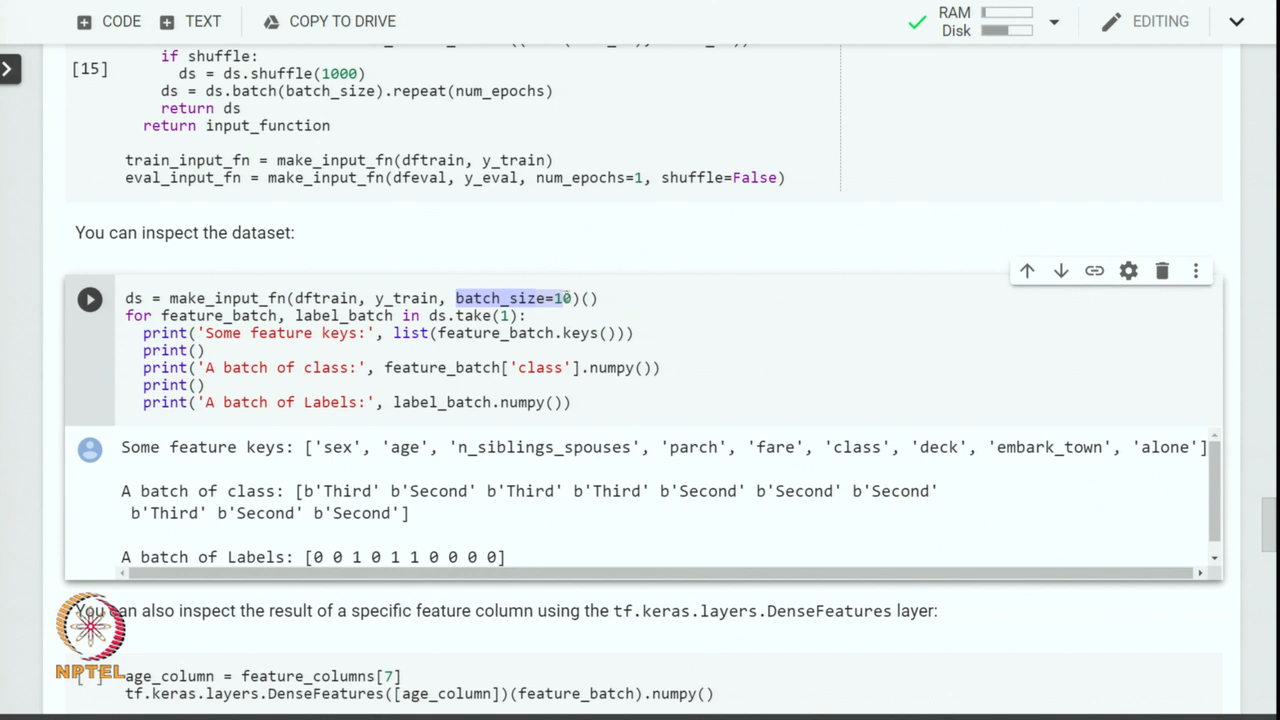 CODE TEXT COPY TO DRIVE RAM Disk EDITING
if shuffle:
[15] ds = ds.shuffle(1000)
ds = ds.batch(batch_size).repeat(num_epochs)
return ds
return input_function
train_input_fn = make_input_fn(dftrain, y_train)
eval_input_fn = make_input_fn(dfeval, y_eval, num_epochs=1, shuffle=False)
You can inspect the dataset:
ds = make_input_fn(dftrain, y_train, batch_size=10)()
for feature_batch, label_batch in ds.take(1):
print('Some feature keys:', list(feature_batch.keys()))
print()
print('A batch of class:', feature_batch['class'].numpy())
print()
print('A batch of Labels:', label_batch.numpy())
Some feature keys: ['sex', 'age', 'n_siblings_spouses', 'parch', 'fare', 'class', 'deck', 'embark_town', 'alone']
A batch of class: [b'Third' b'Second' b'Third' b'Third' b'Second' b'Second' b'Second'
b'Third' b'Second' b'Second']
A batch of Labels: [0 0 1 0 1 1 0 0 0 0]
You can also inspect the result of a specific feature column using the tf.keras.layers.DenseFeatures layer:
NPTEL
age_column = feature_columns[7]
tf.keras.layers.DenseFeatures([age_column])(feature_batch).numpy()